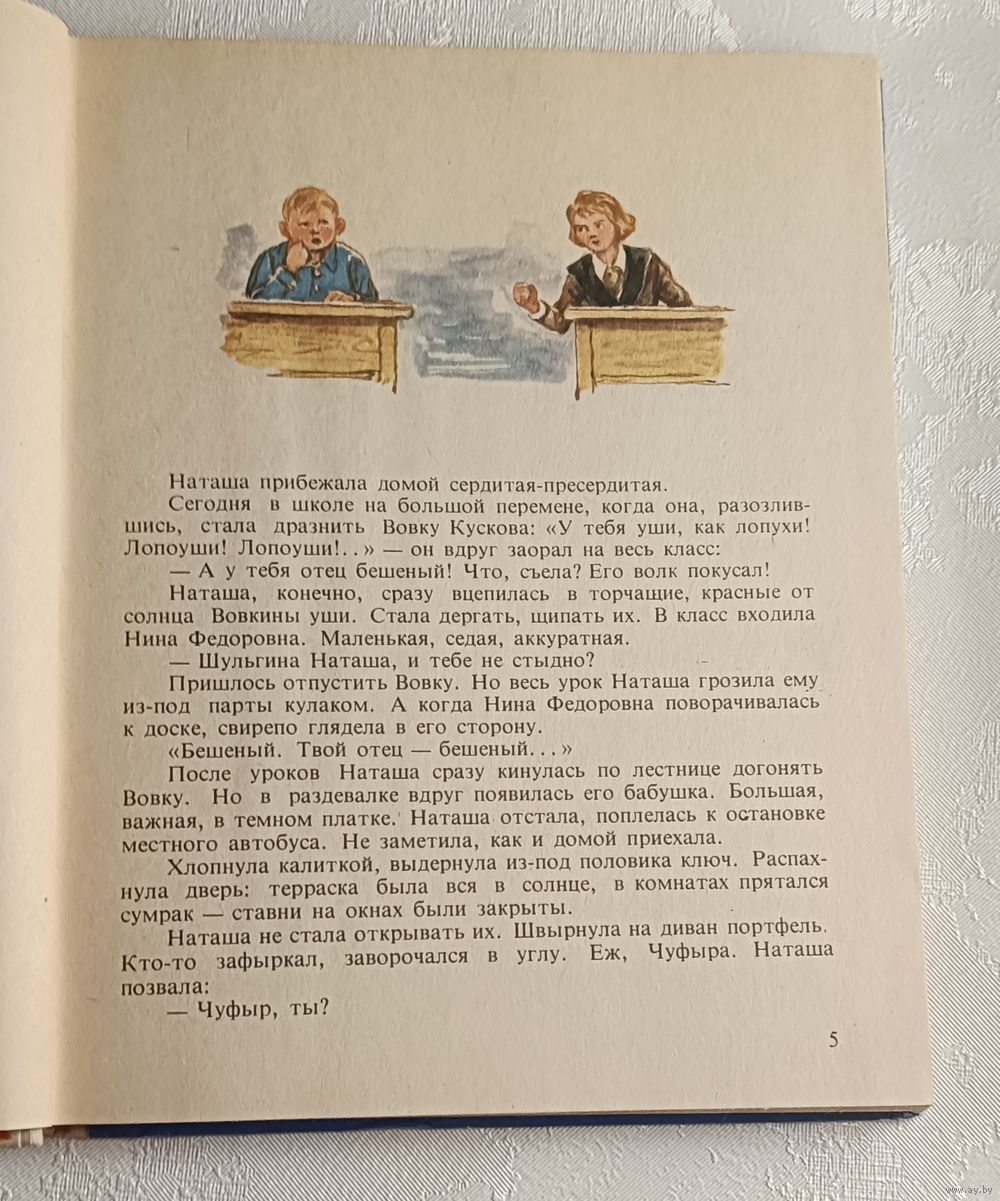 Наташа прибежала домой сердитая-пресердитая.
Сегодня в школе на большой перемене, когда она, разозлив-
шись, стала дразнить Вовку Кускова: «У тебя уши, как лопухи!
Лопоуши! Лопоуши!..» — он вдруг заорал на весь класс:
— А у тебя отец бешеный! Что, съела? Его волк покусал!
Наташа, конечно, сразу вцепилась в торчащие, красные от
солнца Вовкины уши. Стала дергать, щипать их. В класс входила
Нина Федоровна. Маленькая, седая, аккуратная.
— Шульгина Наташа, и тебе не стыдно?
Пришлось отпустить Вовку. Но весь урок Наташа грозила ему
из-под парты кулаком. А когда Нина Федоровна поворачивалась
к доске, свирепо глядела в его сторону.
«Бешеный. Твой отец — бешеный...»
После уроков Наташа сразу кинулась по лестнице догонять
Вовку. Но в раздевалке вдруг появилась его бабушка. Большая,
важная, в темном платке. Наташа отстала, поплелась к остановке
местного автобуса. Не заметила, как и домой приехала.
Хлопнула калиткой, выдернула из-под половика ключ. Распах-
нула дверь: терраска была вся в солнце, в комнатах прятался
сумрак — ставни на окнах были закрыты.
Наташа не стала открывать их. Швырнула на диван портфель.
Кто-то зафыркал, заворочался в углу. Еж, Чуфыра. Наташа
позвала:
— Чуфыр, ты?
5
www.ay.by